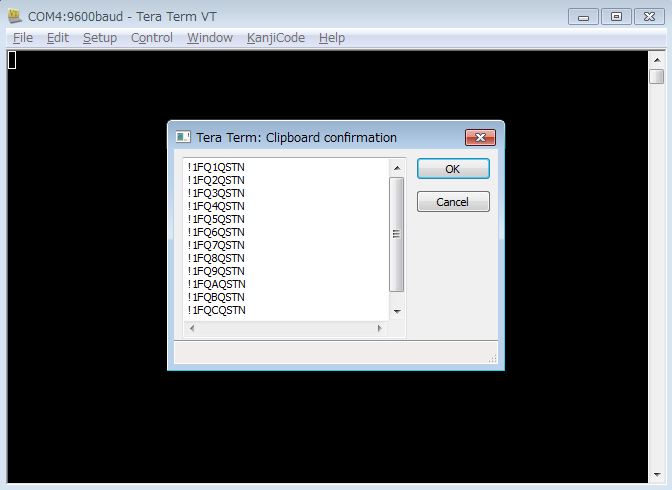 COM4:9600baud - Tera Term VT
File Edit Setup Control Window KanjiCode Help
Tera Term: Clipboard confirmation
!1FQ1QSTN
!1FQ2QSTN
!1FQ3QSTN
!1FQ4QSTN
!1FQ5QSTN
!1FQ6QSTN
!1FQ7QSTN
!1FQ8QSTN
!1FQ9QSTN
!1FQAQSTN
!1FQBQSTN
!1FQCQSTN
OK
Cancel